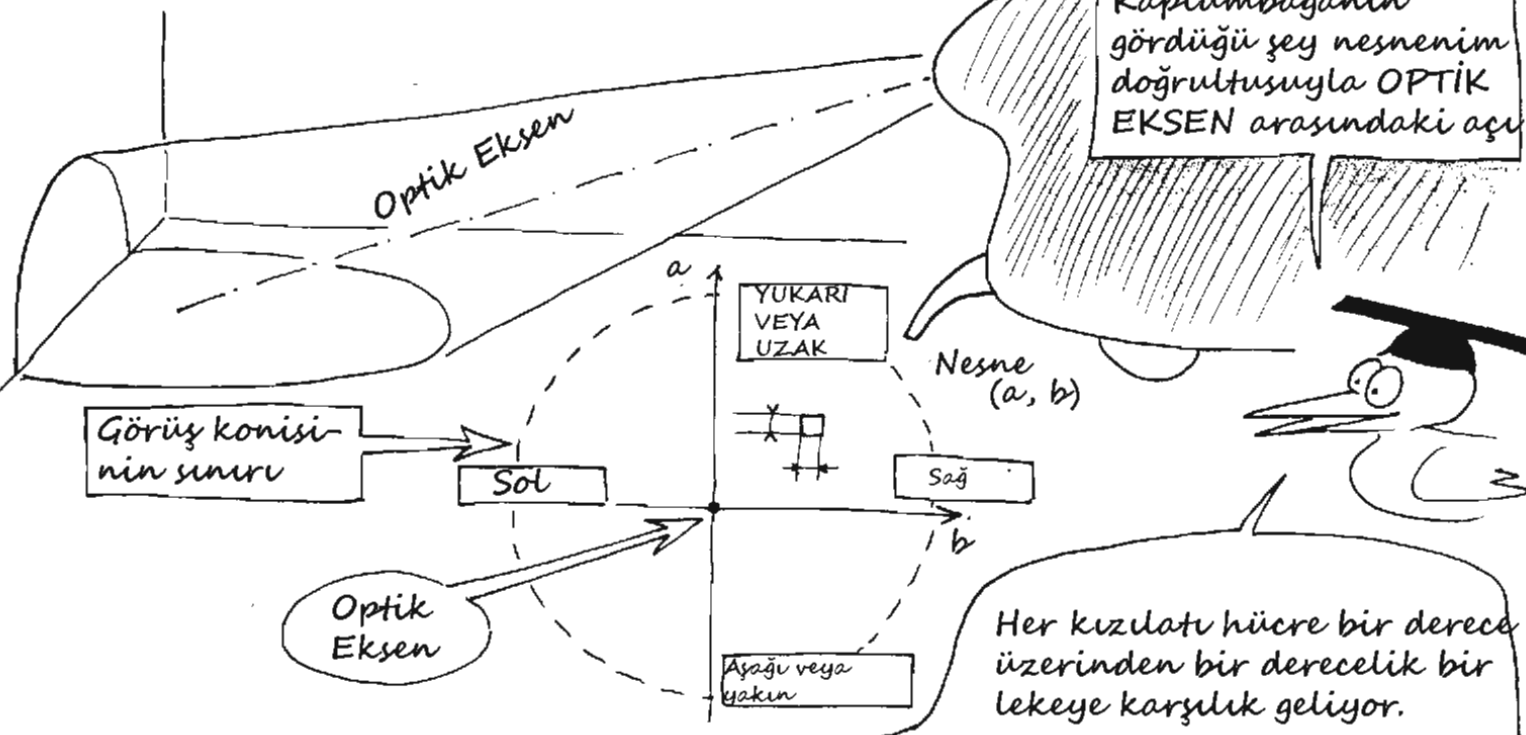 Kaplumbağanın
gördüğü şey nesnenim
doğrultusuyla OPTİK
EKSEN arasındaki açı
Optik Eksen
a
YUKARI
VEYA
UZAK
Nesne
(a, b)
Görüş konisi-
nin sınırı
Sol
Sağ
b
Optik
Eksen
Aşağı veya
yakın
Her kızılatı hücre bir derece
üzerinden bir derecelik bir
lekeye karşılık geliyor.